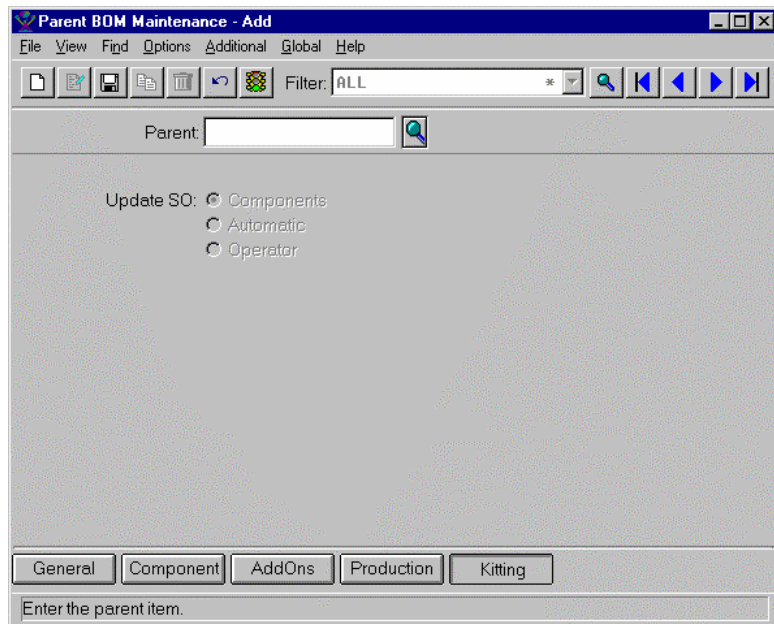 Parent BOM Maintenance - Add
File View Find Options Additional Global Help
Filter: ALL *
Parent:
Update SO: Components
Automatic
Operator
General Component AddOns Production Kitting
Enter the parent item.